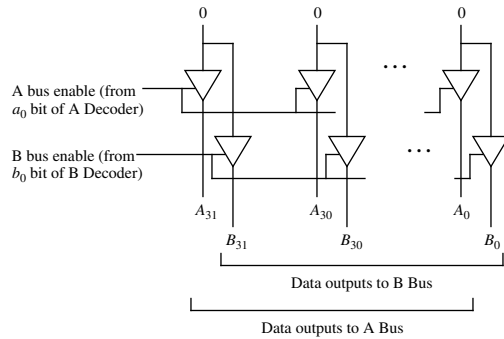 0 0 0
A bus enable (from
a₀ bit of A Decoder)
B bus enable (from
b₀ bit of B Decoder)
. . .
. . .
A₃₁ A₃₀ A₀
B₃₁ B₃₀ B₀
Data outputs to B Bus
Data outputs to A Bus